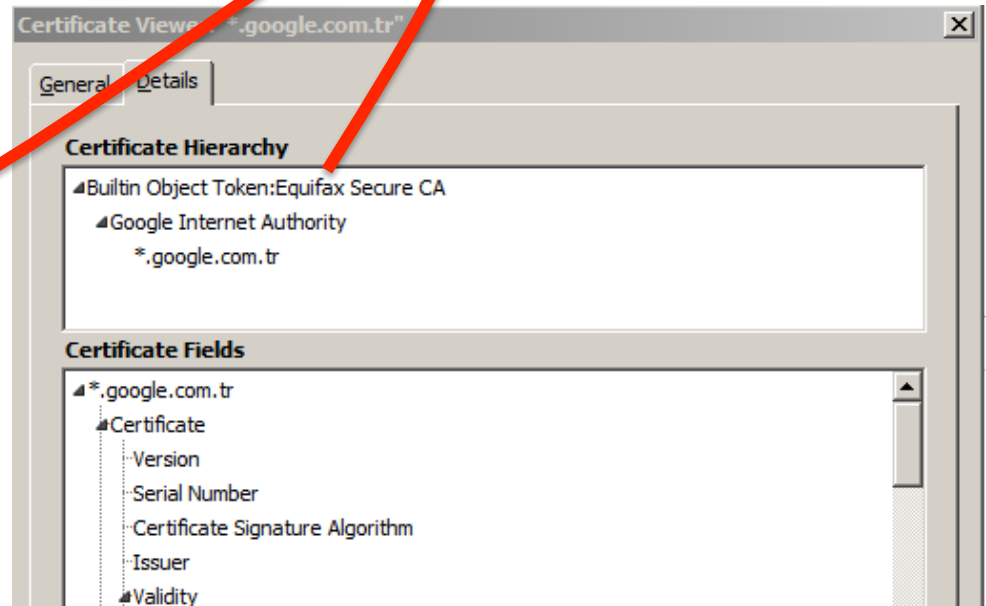 Certificate Viewer: "*.google.com.tr"
General Details
Certificate Hierarchy
Builtin Object Token:Equifax Secure CA
Google Internet Authority
*.google.com.tr
Certificate Fields
*.google.com.tr
Certificate
Version
Serial Number
Certificate Signature Algorithm
Issuer
Validity